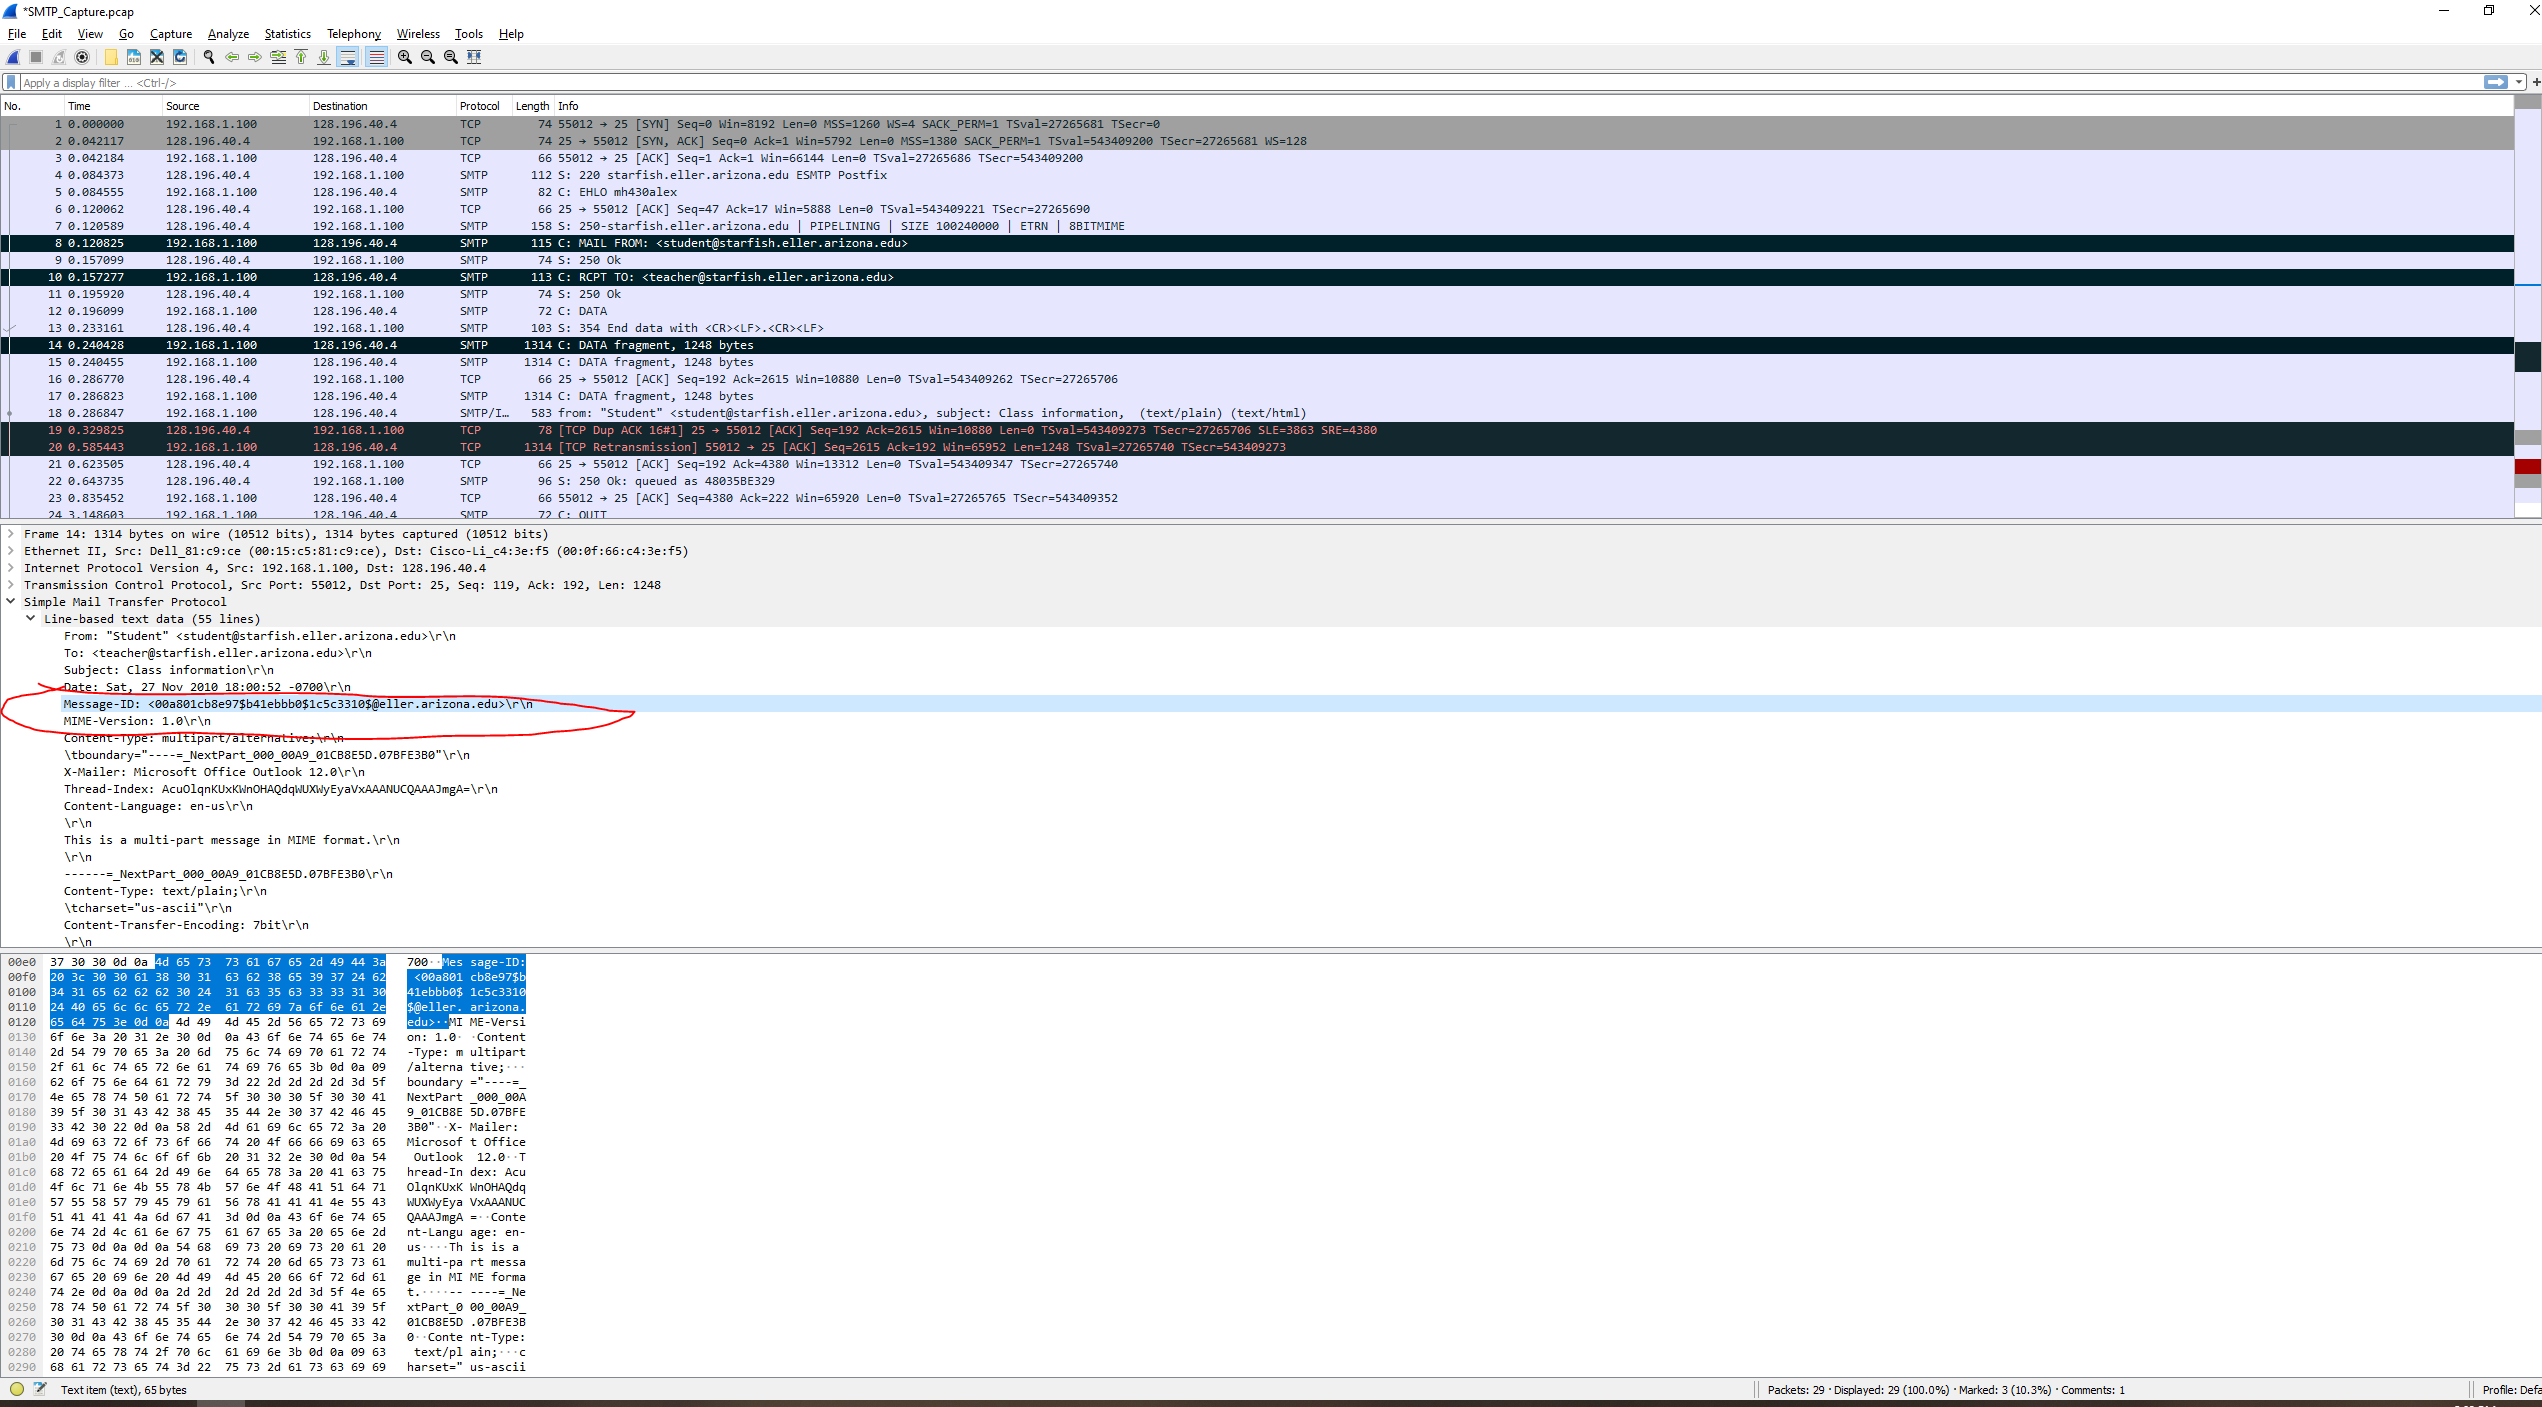 *SMTP_Capture.pcap
File Edit View Go Capture Analyze Statistics Telephony Wireless Tools Help
Apply a display filter ... <Ctrl-/>
No. Time Source Destination Protocol Length Info
1 0.000000 192.168.1.100 128.196.40.4 TCP 74 55012 → 25 [SYN] Seq=0 Win=8192 Len=0 MSS=1260 WS=4 SACK_PERM=1 TSval=27265681 TSecr=0
2 0.042117 128.196.40.4 192.168.1.100 TCP 74 25 → 55012 [SYN, ACK] Seq=0 Ack=1 Win=5792 Len=0 MSS=1380 SACK_PERM=1 TSval=543409200 TSecr=27265681 WS=128
3 0.042184 192.168.1.100 128.196.40.4 TCP 66 55012 → 25 [ACK] Seq=1 Ack=1 Win=66144 Len=0 TSval=27265686 TSecr=543409200
4 0.084373 128.196.40.4 192.168.1.100 SMTP 112 S: 220 starfish.eller.arizona.edu ESMTP Postfix
5 0.084555 192.168.1.100 128.196.40.4 SMTP 82 C: EHLO mh430alex
6 0.120062 128.196.40.4 192.168.1.100 TCP 66 25 → 55012 [ACK] Seq=47 Ack=17 Win=5888 Len=0 TSval=543409221 TSecr=27265690
7 0.120589 128.196.40.4 192.168.1.100 SMTP 158 S: 250-starfish.eller.arizona.edu | PIPELINING | SIZE 100240000 | ETRN | 8BITMIME
8 0.120825 192.168.1.100 128.196.40.4 SMTP 115 C: MAIL FROM: <student@starfish.eller.arizona.edu>
9 0.157099 128.196.40.4 192.168.1.100 SMTP 74 S: 250 Ok
10 0.157277 192.168.1.100 128.196.40.4 SMTP 113 C: RCPT TO: <teacher@starfish.eller.arizona.edu>
11 0.195920 128.196.40.4 192.168.1.100 SMTP 74 S: 250 Ok
12 0.196099 192.168.1.100 128.196.40.4 SMTP 72 C: DATA
13 0.233161 128.196.40.4 192.168.1.100 SMTP 103 S: 354 End data with <CR><LF>.<CR><LF>
14 0.240428 192.168.1.100 128.196.40.4 SMTP 1314 C: DATA fragment, 1248 bytes
15 0.240455 192.168.1.100 128.196.40.4 SMTP 1314 C: DATA fragment, 1248 bytes
16 0.286770 128.196.40.4 192.168.1.100 TCP 66 25 → 55012 [ACK] Seq=192 Ack=2615 Win=10880 Len=0 TSval=543409262 TSecr=27265706
17 0.286823 192.168.1.100 128.196.40.4 SMTP 1314 C: DATA fragment, 1248 bytes
18 0.286847 192.168.1.100 128.196.40.4 SMTP/I… 583 from: "Student" <student@starfish.eller.arizona.edu>, subject: Class information, (text/plain) (text/html)
19 0.329825 128.196.40.4 192.168.1.100 TCP 78 [TCP Dup ACK 16#1] 25 → 55012 [ACK] Seq=192 Ack=2615 Win=10880 Len=0 TSval=543409273 TSecr=27265706 SLE=3863 SRE=4380
20 0.585443 192.168.1.100 128.196.40.4 TCP 1314 [TCP Retransmission] 55012 → 25 [ACK] Seq=2615 Ack=192 Win=65952 Len=1248 TSval=27265740 TSecr=543409273
21 0.623505 128.196.40.4 192.168.1.100 TCP 66 25 → 55012 [ACK] Seq=192 Ack=4380 Win=13312 Len=0 TSval=543409347 TSecr=27265740
22 0.643735 128.196.40.4 192.168.1.100 SMTP 96 S: 250 Ok: queued as 48035BE329
23 0.835452 192.168.1.100 128.196.40.4 TCP 66 55012 → 25 [ACK] Seq=4380 Ack=222 Win=65920 Len=0 TSval=27265765 TSecr=543409352
24 3.148603 192.168.1.100 128.196.40.4 SMTP 72 C: QUIT
Frame 14: 1314 bytes on wire (10512 bits), 1314 bytes captured (10512 bits)
Ethernet II, Src: Dell_81:c9:ce (00:15:c5:81:c9:ce), Dst: Cisco-Li_c4:3e:f5 (00:0f:66:c4:3e:f5)
Internet Protocol Version 4, Src: 192.168.1.100, Dst: 128.196.40.4
Transmission Control Protocol, Src Port: 55012, Dst Port: 25, Seq: 119, Ack: 192, Len: 1248
Simple Mail Transfer Protocol
Line-based text data (55 lines)
From: "Student" <student@starfish.eller.arizona.edu>\r\n
To: <teacher@starfish.eller.arizona.edu>\r\n
Subject: Class information\r\n
Date: Sat, 27 Nov 2010 18:00:52 -0700\r\n
Message-ID: <00a801cb8e97$b41ebbb0$1c5c3310$@eller.arizona.edu>\r\n
MIME-Version: 1.0\r\n
Content-Type: multipart/alternative;\r\n
\tboundary="----=_NextPart_000_00A9_01CB8E5D.07BFE3B0"\r\n
X-Mailer: Microsoft Office Outlook 12.0\r\n
Thread-Index: AcuOlqnKUxKWnOHAQdqWUXWyEyaVxAAANUCQAAAJmgA=\r\n
Content-Language: en-us\r\n
\r\n
This is a multi-part message in MIME format.\r\n
\r\n
------=_NextPart_000_00A9_01CB8E5D.07BFE3B0\r\n
Content-Type: text/plain;\r\n
\tcharset="us-ascii"\r\n
Content-Transfer-Encoding: 7bit\r\n
\r\n
00e0 37 30 30 0d 0a 4d 65 73 73 61 67 65 2d 49 44 3a 700··Mes sage-ID:
00f0 20 3c 30 30 61 38 30 31 63 62 38 65 39 37 24 62 <00a801 cb8e97$b
0100 34 31 65 62 62 62 30 24 31 63 35 63 33 33 31 30 41ebbb0$ 1c5c3310
0110 24 40 65 6c 6c 65 72 2e 61 72 69 7a 6f 6e 61 2e $@eller. arizona.
0120 65 64 75 3e 0d 0a 4d 49 4d 45 2d 56 65 72 73 69 edu>··MI ME-Versi
0130 6f 6e 3a 20 31 2e 30 0d 0a 43 6f 6e 74 65 6e 74 on: 1.0· ·Content
0140 2d 54 79 70 65 3a 20 6d 75 6c 74 69 70 61 72 74 -Type: m ultipart
0150 2f 61 6c 74 65 72 6e 61 74 69 76 65 3b 0d 0a 09 /alterna tive;···
0160 62 6f 75 6e 64 61 72 79 3d 22 2d 2d 2d 2d 3d 5f boundary ="----=_
0170 4e 65 78 74 50 61 72 74 5f 30 30 30 5f 30 30 41 NextPart _000_00A
0180 39 5f 30 31 43 42 38 45 35 44 2e 30 37 42 46 45 9_01CB8E 5D.07BFE
0190 33 42 30 22 0d 0a 58 2d 4d 61 69 6c 65 72 3a 20 3B0"··X- Mailer:
01a0 4d 69 63 72 6f 73 6f 66 74 20 4f 66 66 69 63 65 Microsof t Office
01b0 20 4f 75 74 6c 6f 6f 6b 20 31 32 2e 30 0d 0a 54 Outlook 12.0··T
01c0 68 72 65 61 64 2d 49 6e 64 65 78 3a 20 41 63 75 hread-In dex: Acu
01d0 4f 6c 71 6e 4b 55 78 4b 57 6e 4f 48 41 51 64 71 OlqnKUxK WnOHAQdq
01e0 57 55 58 57 79 45 79 61 56 78 41 41 41 4e 55 43 WUXWyEya VxAAANUC
01f0 51 41 41 41 4a 6d 67 41 3d 0d 0a 43 6f 6e 74 65 QAAAJmgA =··Conte
0200 6e 74 2d 4c 61 6e 67 75 61 67 65 3a 20 65 6e 2d nt-Langu age: en-
0210 75 73 0d 0a 0d 0a 54 68 69 73 20 69 73 20 61 20 us····Th is is a
0220 6d 75 6c 74 69 2d 70 61 72 74 20 6d 65 73 73 61 multi-pa rt messa
0230 67 65 20 69 6e 20 4d 49 4d 45 20 66 6f 72 6d 61 ge in MI ME forma
0240 74 2e 0d 0a 0d 0a 2d 2d 2d 2d 2d 2d 3d 5f 4e 65 t.····-- ----=_Ne
0250 78 74 50 61 72 74 5f 30 30 30 5f 30 30 41 39 5f xtPart_0 00_00A9_
0260 30 31 43 42 38 45 35 44 2e 30 37 42 46 45 33 42 01CB8E5D .07BFE3B
0270 30 0d 0a 43 6f 6e 74 65 6e 74 2d 54 79 70 65 3a 0··Conte nt-Type:
0280 20 74 65 78 74 2f 70 6c 61 69 6e 3b 0d 0a 09 63 text/pl ain;···c
0290 68 61 72 73 65 74 3d 22 75 73 2d 61 73 63 69 69 harset=" us-ascii
Text item (text), 65 bytes Packets: 29 · Displayed: 29 (100.0%) · Marked: 3 (10.3%) · Comments: 1 Profile: Defa